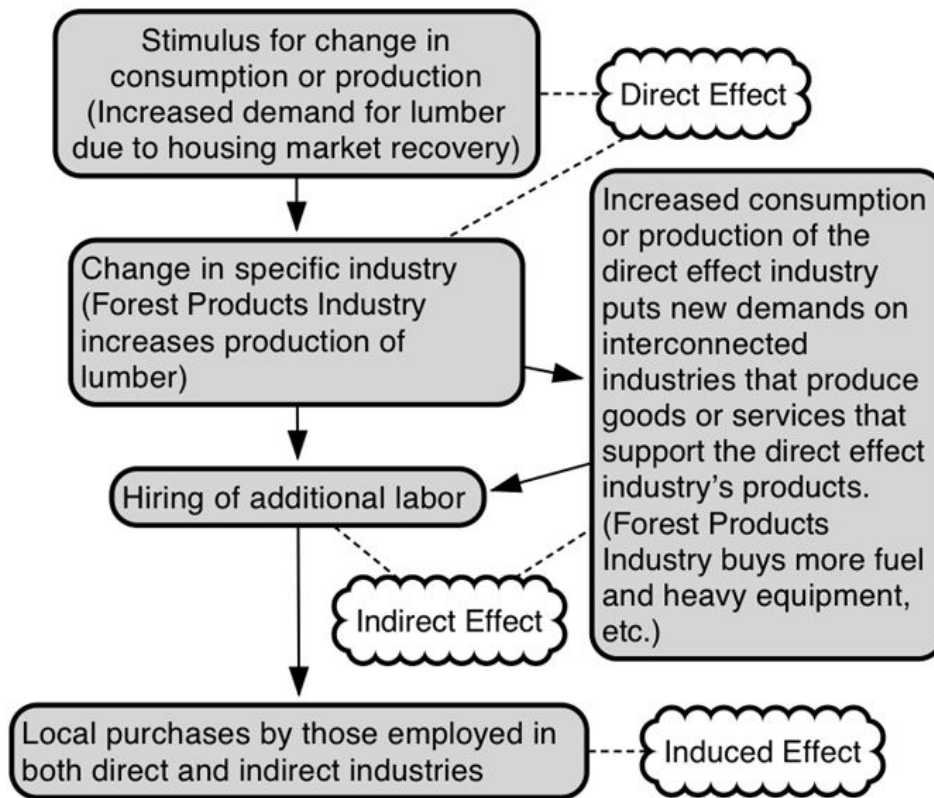 Stimulus for change in
consumption or production
(Increased demand for lumber
due to housing market recovery)
Direct Effect
Change in specific industry
(Forest Products Industry
increases production of
lumber)
Increased consumption
or production of the
direct effect industry
puts new demands on
interconnected
industries that produce
goods or services that
support the direct effect
industry's products.
(Forest Products
Industry buys more fuel
and heavy equipment,
etc.)
Hiring of additional labor
Indirect Effect
Local purchases by those employed in
both direct and indirect industries
Induced Effect